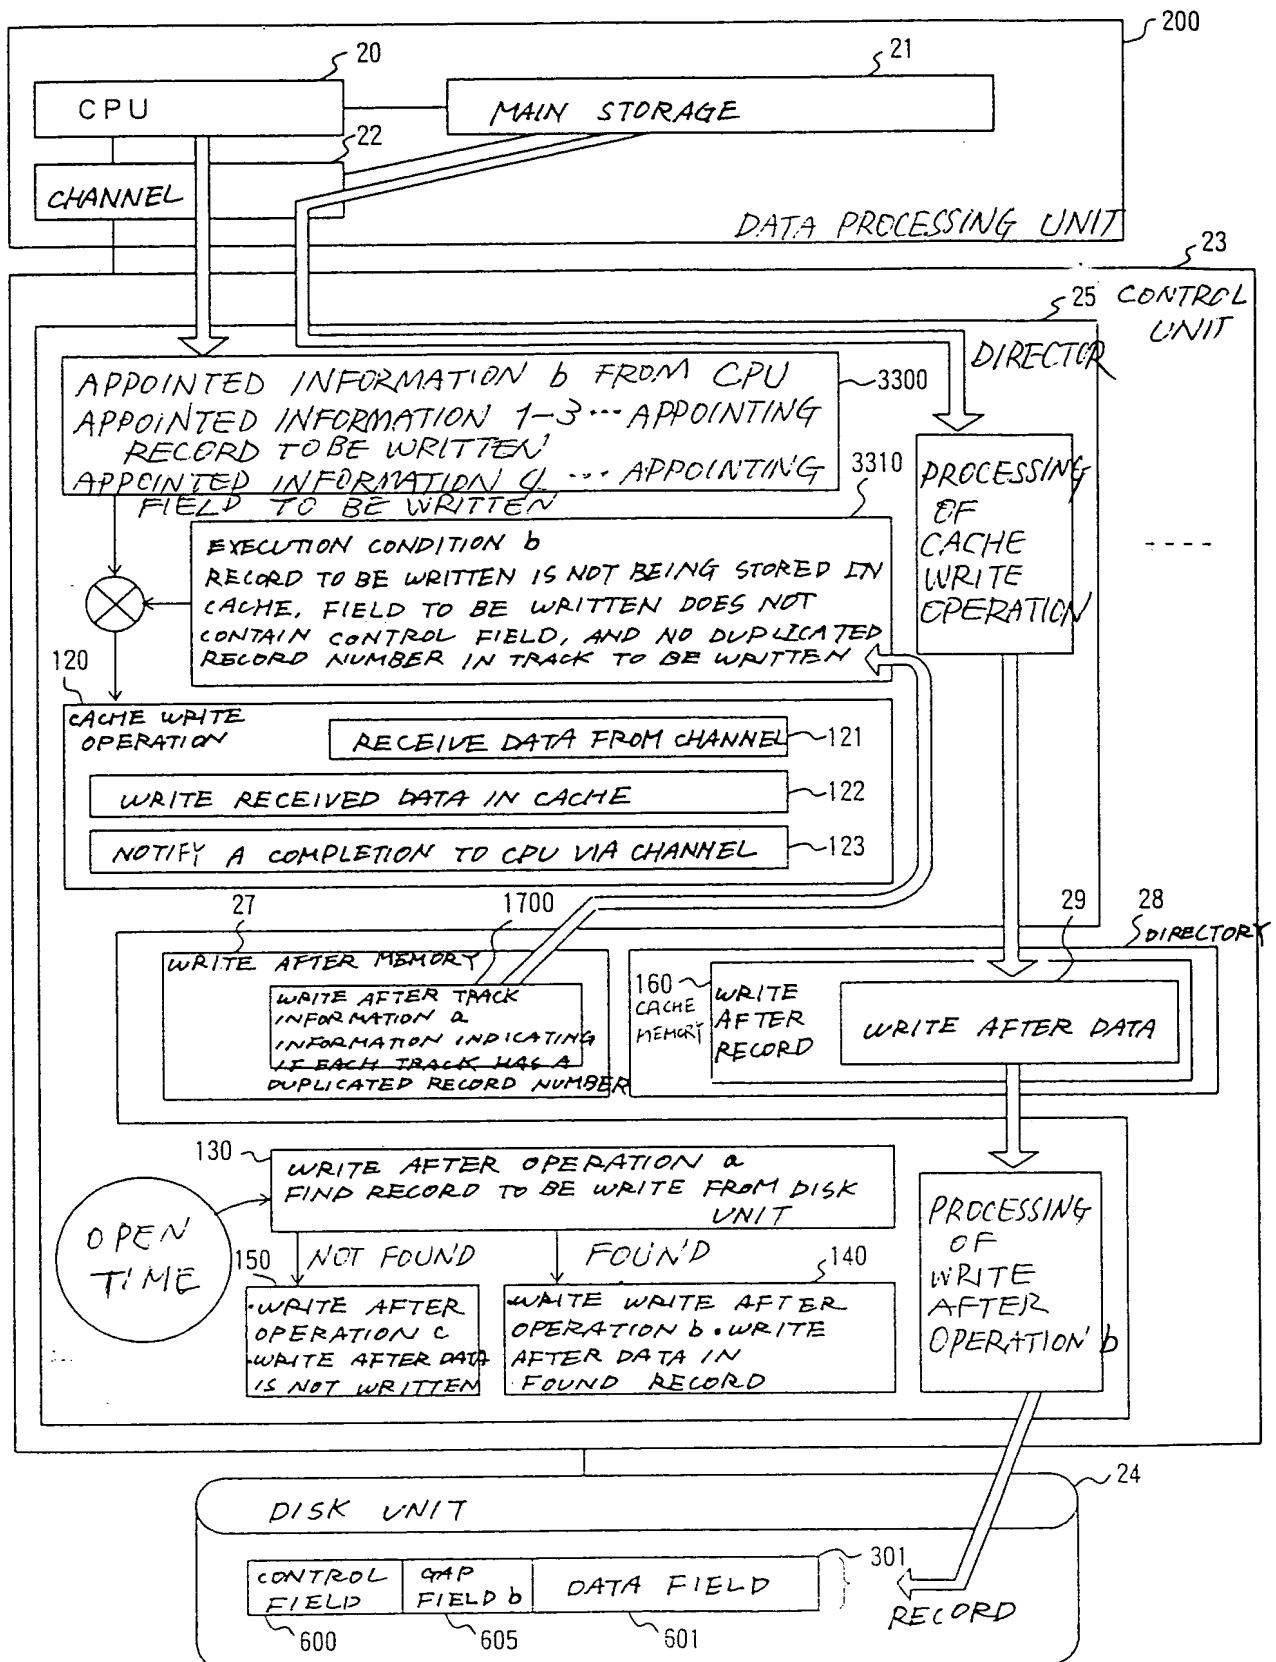 200
20
21
CPU
MAIN STORAGE
22
CHANNEL
DATA PROCESSING UNIT
23
25
CONTROL
UNIT
DIRECTOR
APPOINTED INFORMATION b FROM CPU
APPOINTED INFORMATION 1-3... APPOINTING
RECORD TO BE WRITTEN
APPOINTED INFORMATION 4 ... APPOINTING
FIELD TO BE WRITTEN
3300
3310
PROCESSING
OF
CACHE
WRITE
OPERATION
EXECUTION CONDITION b
RECORD TO BE WRITTEN IS NOT BEING STORED IN
CACHE, FIELD TO BE WRITTEN DOES NOT
CONTAIN CONTROL FIELD, AND NO DUPLICATED
RECORD NUMBER IN TRACK TO BE WRITTEN
120
CACHE WRITE
OPERATION
RECEIVE DATA FROM CHANNEL
121
WRITE RECEIVED DATA IN CACHE
122
NOTIFY A COMPLETION TO CPU VIA CHANNEL
123
27
1700
29
28
DIRECTORY
WRITE AFTER MEMORY
WRITE AFTER TRACK
INFORMATION a
INFORMATION INDICATING
IF EACH TRACK HAS A
DUPLICATED RECORD NUMBER
160
CACHE
MEMORY
WRITE
AFTER
RECORD
WRITE AFTER DATA
130
WRITE AFTER OPERATION a
FIND RECORD TO BE WRITE FROM DISK
UNIT
OPEN
TIME
NOT FOUND
FOUND
150
140
·WRITE AFTER
OPERATION c
·WRITE AFTER DATA
IS NOT WRITTEN
·WRITE WRITE AFTER
OPERATION b ·WRITE
AFTER DATA IN
FOUND RECORD
PROCESSING
OF
WRITE
AFTER
OPERATION b
24
DISK UNIT
301
CONTROL
FIELD
GAP
FIELD b
DATA FIELD
RECORD
600
605
601